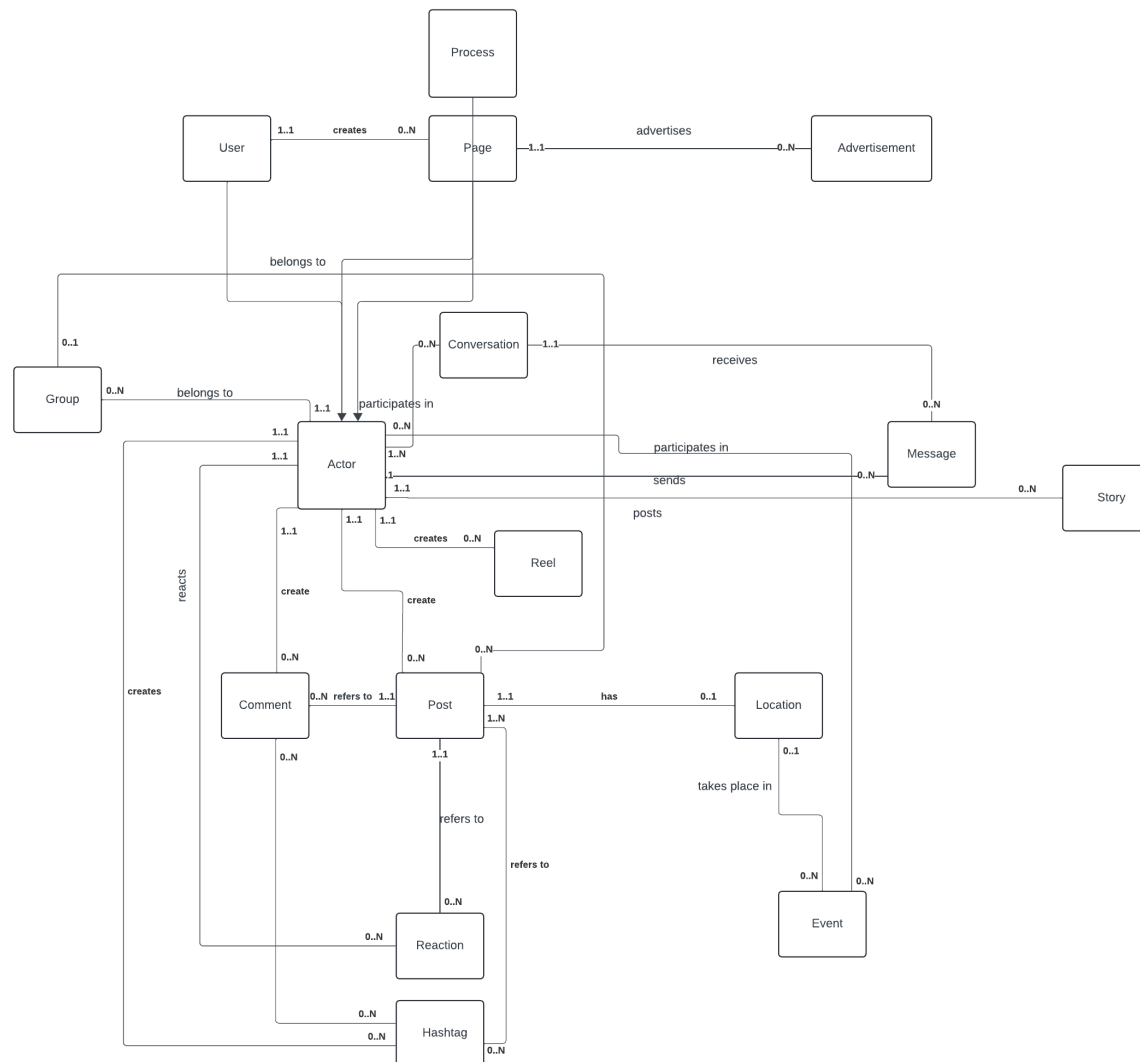 Process
User
1..1
creates
0..N
Page
1..1
advertises
0..N
Advertisement
belongs to
0..1
0..N
Conversation
1..1
receives
0..N
Group
0..N
belongs to
1..1
participates in
1..1
0..N
participates in
Message
1..1
Actor
1..N
1
0..N
sends
1..1
0..N
Story
posts
1..1
1..1
1..1
creates
0..N
Reel
reacts
create
create
0..N
0..N
0..N
creates
Comment
0..N
refers to
1..1
Post
1..1
has
0..1
Location
1..N
0..N
1..1
0..1
takes place in
refers to
refers to
0..N
0..N
0..N
Event
0..N
Reaction
0..N
0..N
Hashtag
0..N